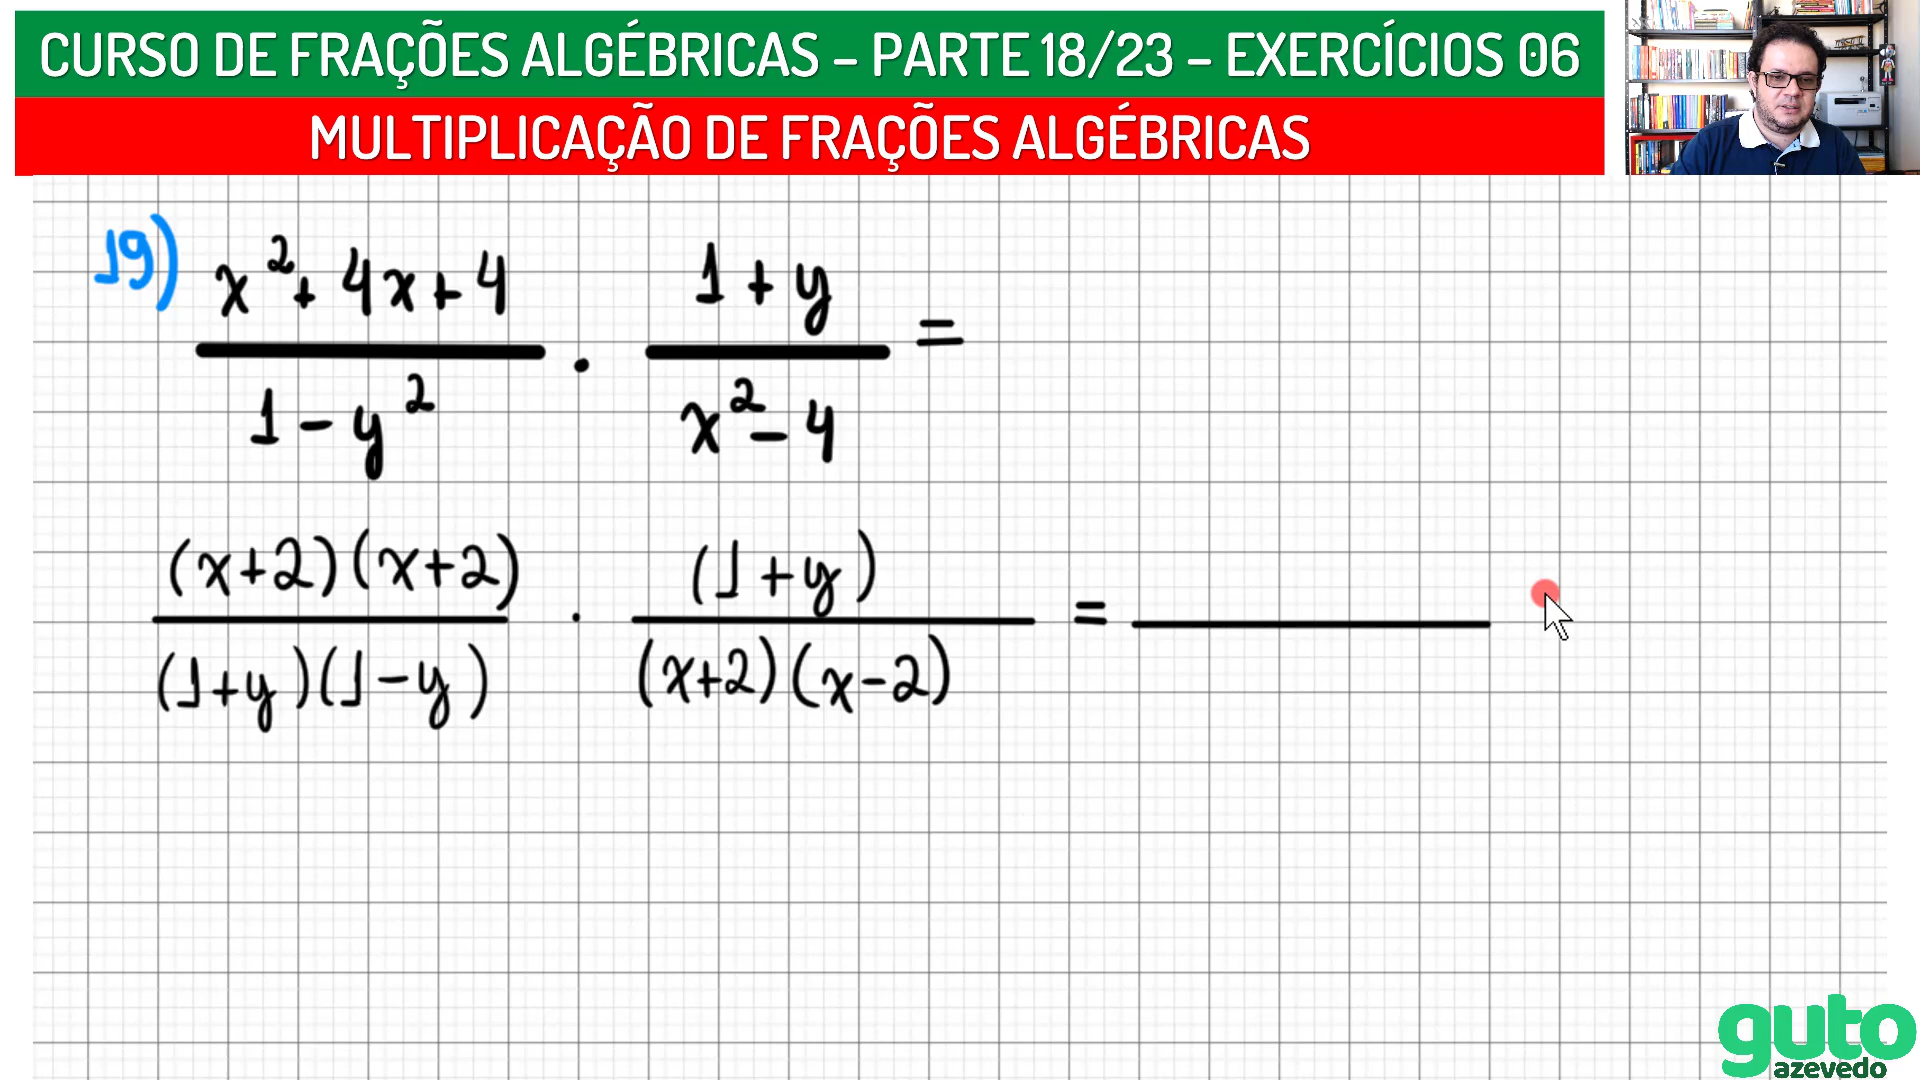 CURSO DE FRAÇÕES ALGÉBRICAS – PARTE 18/23 – EXERCÍCIOS 06
MULTIPLICAÇÃO DE FRAÇÕES ALGÉBRICAS
19) x² + 4x + 4 / 1 - y² . 1 + y / x² - 4 =
(x+2)(x+2) / (1+y)(1-y) . (1+y) / (x+2)(x-2) =
guto
azevedo